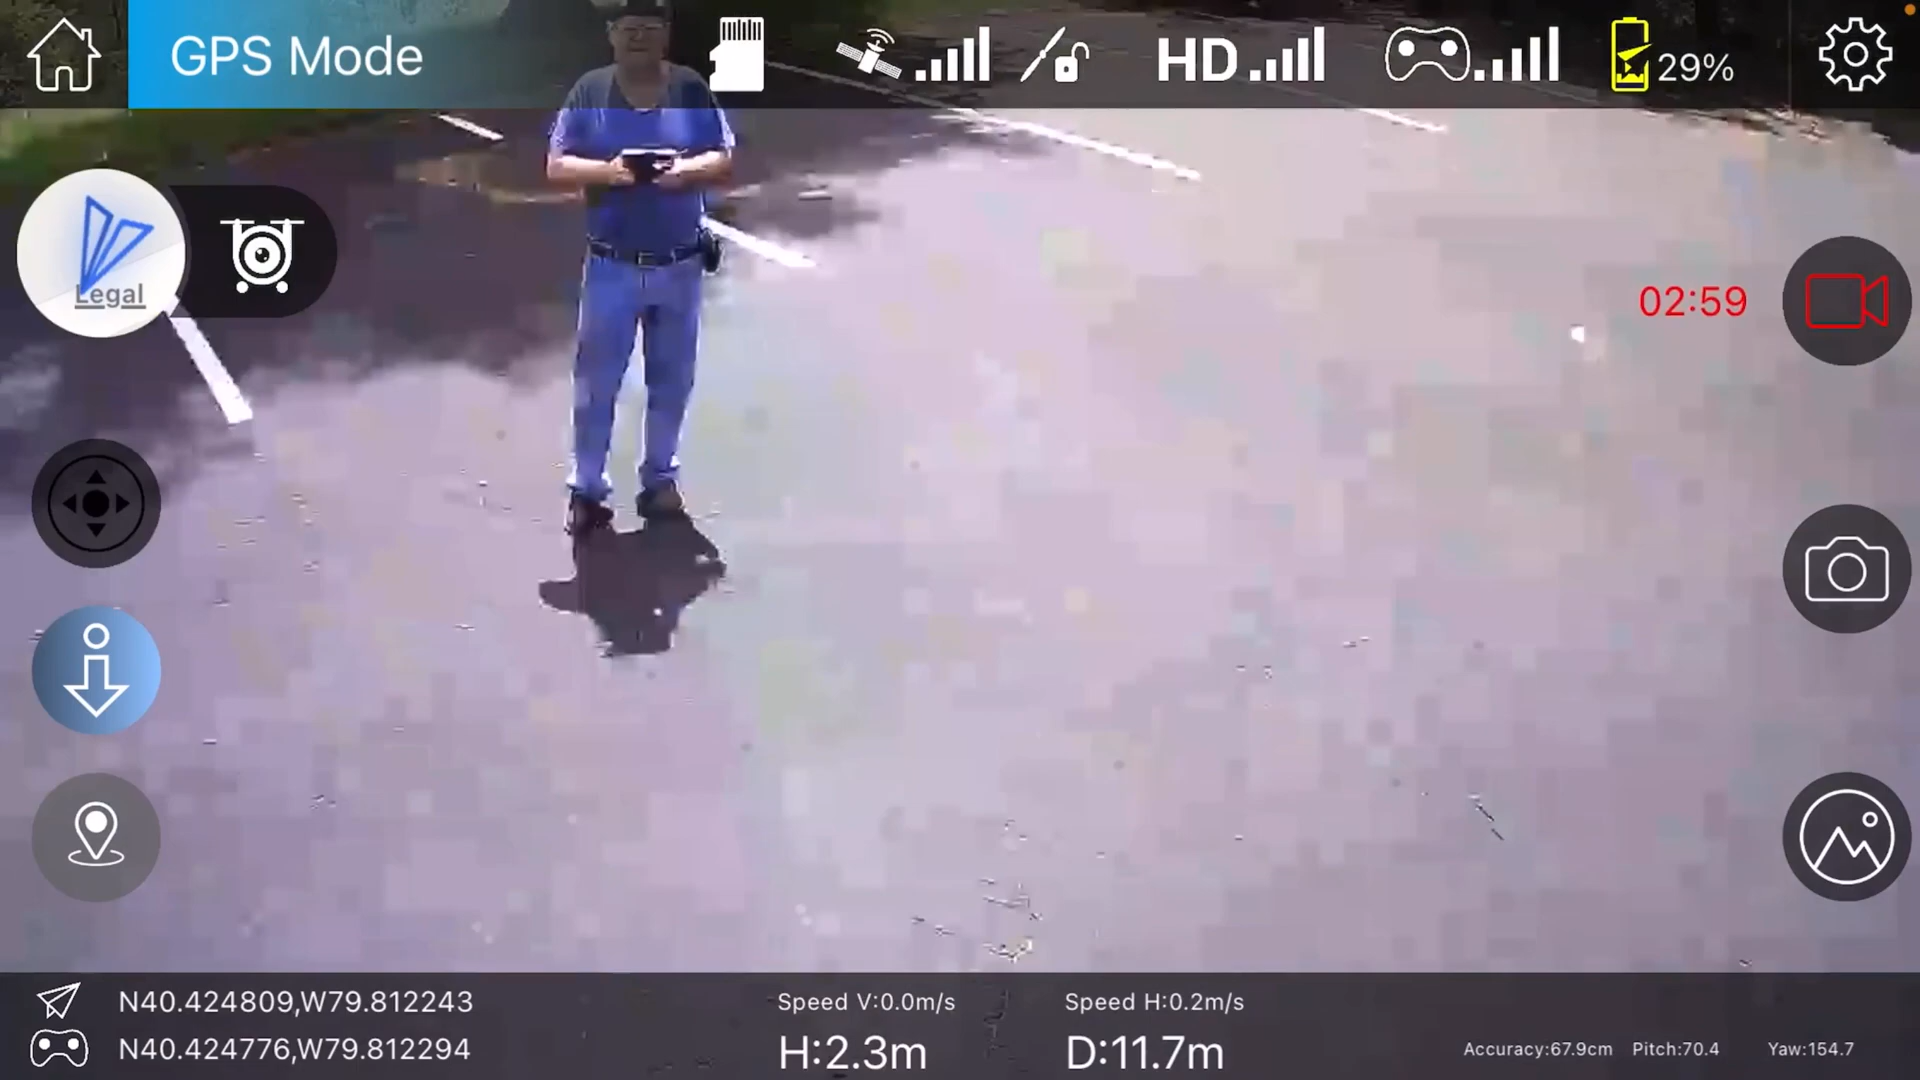 GPS Mode
HD
29%
Legal
02:59
N40.424809,W79.812243
Speed V:0.0m/s
Speed H:0.2m/s
N40.424776,W79.812294
H:2.3m
D:11.7m
Accuracy:67.9cm
Pitch:70.4
Yaw:154.7